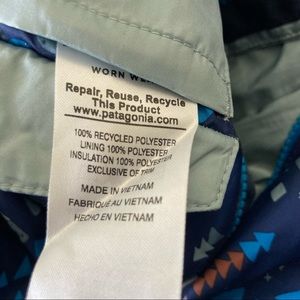 WORN WEAR
Repair, Reuse, Recycle
This Product
www.patagonia.com
100% RECYCLED POLYESTER
LINING 100% POLYESTER
INSULATION 100% POLYESTER
EXCLUSIVE OF TRIM
MADE IN VIETNAM
FABRIQUÉ AU VIETNAM
HECHO EN VIETNAM